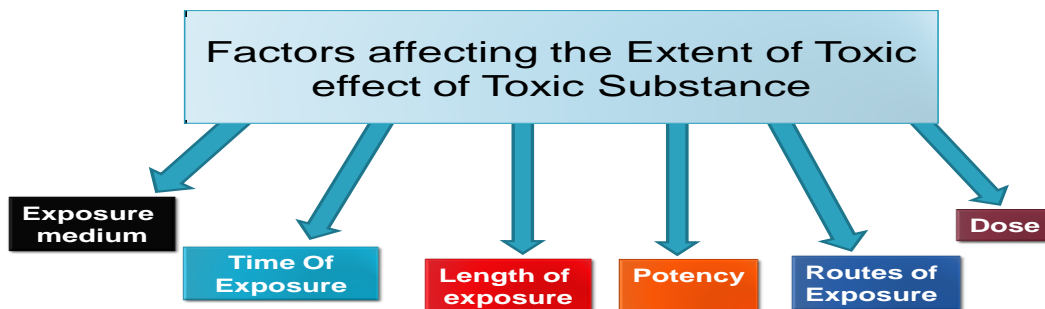 Factors affecting the Extent of Toxic
effect of Toxic Substance
Exposure
medium
Time Of
Exposure
Length of
exposure
Potency
Routes of
Exposure
Dose